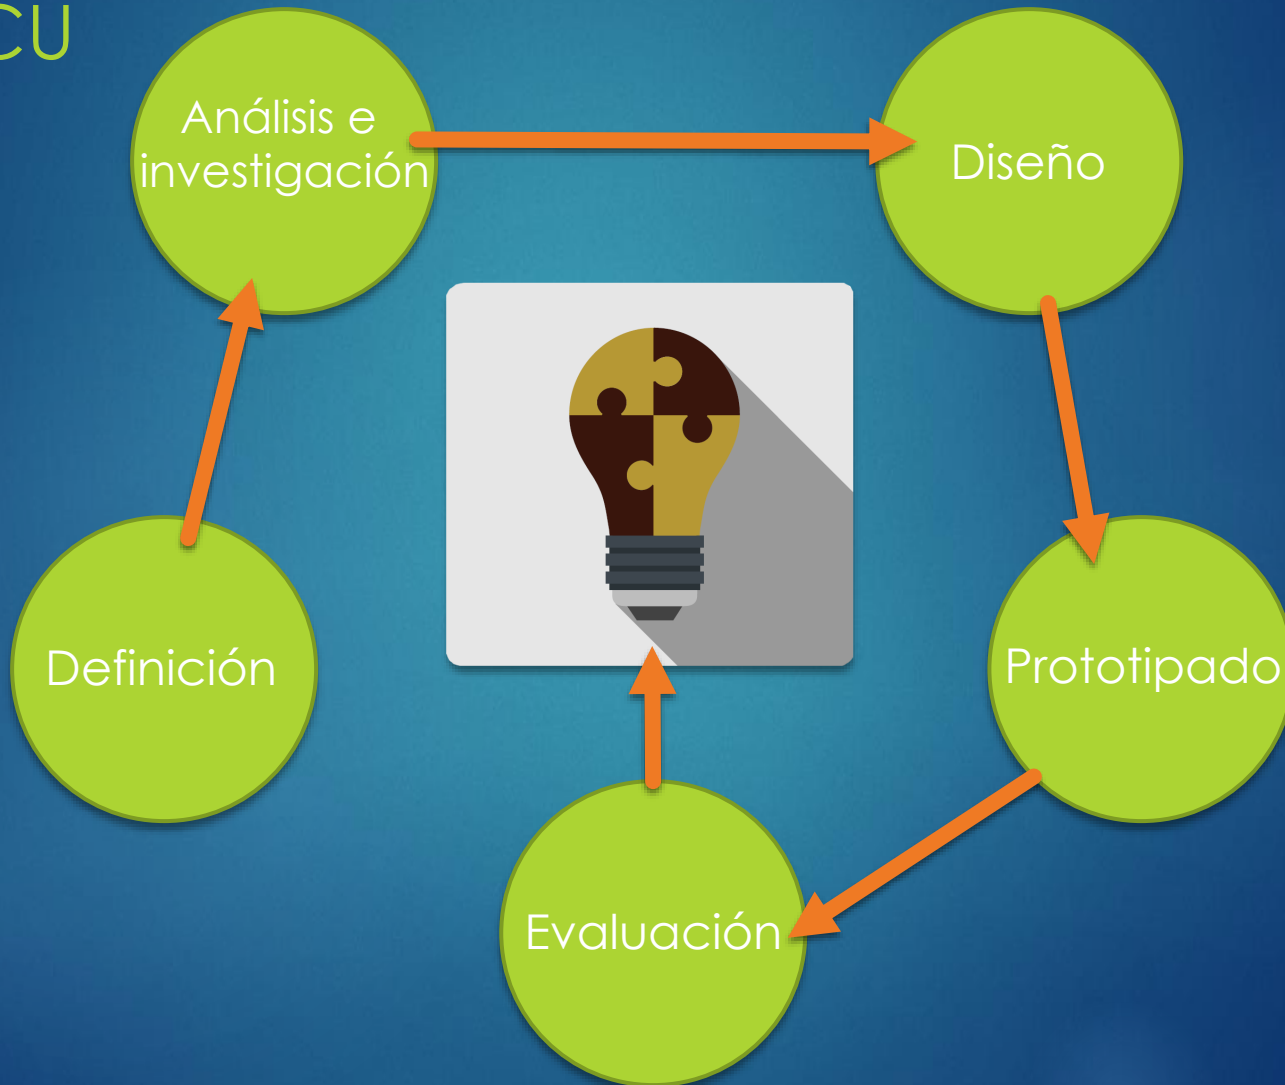 CU
Análisis e
investigación
Diseño
Definición
Prototipado
Evaluación